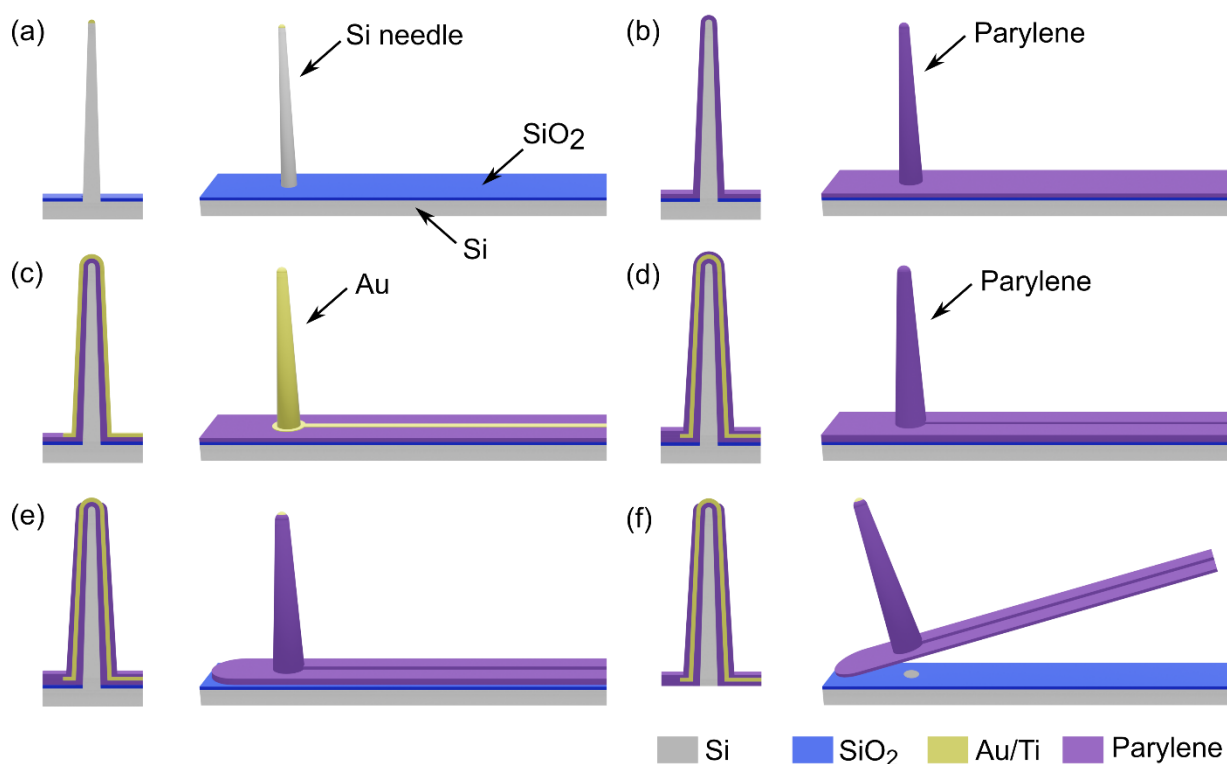 (a)
Si needle
SiO2
Si
(b)
Parylene
(c)
Au
(d)
Parylene
(e)
(f)
Si
SiO2
Au/Ti
Parylene